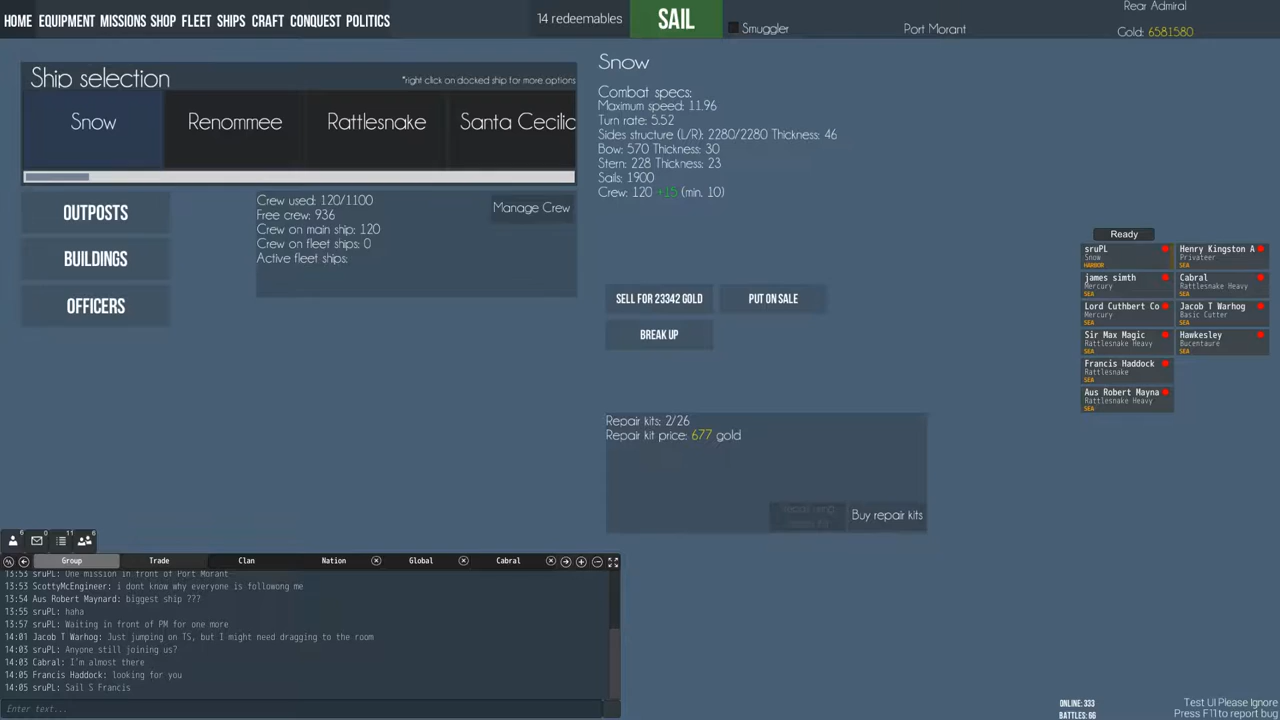 HOME EQUIPMENT MISSIONS SHOP FLEET SHIPS CRAFT CONQUEST POLITICS
14 redeemables
SAIL
Smuggler
Port Morant
Rear Admiral
Gold: 6581580
Ship selection
*right click on docked ship for more options
Snow
Renommee
Rattlesnake
Santa Cecilic
OUTPOSTS
BUILDINGS
OFFICERS
Crew used: 120/1100
Free crew: 936
Crew on main ship: 120
Crew on fleet ships: 0
Active fleet ships:
Manage Crew
Snow
Combat specs:
Maximum speed: 11.96
Turn rate: 5.52
Sides structure (L/R): 2280/2280 Thickness: 46
Bow: 570 Thickness: 30
Stern: 228 Thickness: 23
Sails: 1900
Crew: 120 +15 (min. 10)
SELL FOR 23342 GOLD
PUT ON SALE
BREAK UP
Repair kits: 2/26
Repair kit price: 677 gold
Buy repair kits
Ready
sruPL
Snow
HARBOR
Henry Kingston A
Privateer
SEA
james simth
Mercury
SEA
Cabral
Rattlesnake Heavy
SEA
Lord Cuthbert Co
Mercury
SEA
Jacob T Warhog
Basic Cutter
SEA
Sir Max Magic
Rattlesnake Heavy
SEA
Hawkesley
Bucentaure
SEA
Francis Haddock
Rattlesnake
SEA
Aus Robert Mayna
Rattlesnake Heavy
SEA
6
0
11
6
Group
Trade
Clan
Nation
Global
Cabral
13:53 sruPL: One mission in front of Port Morant
13:53 ScottyMcEngineer: i dont know why everyone is followong me
13:54 Aus Robert Maynard: biggest ship ???
13:55 sruPL: haha
13:57 sruPL: Waiting in front of PM for one more
14:01 Jacob T Warhog: Just jumping on TS, but I might need dragging to the room
14:03 sruPL: Anyone still joining us?
14:03 Cabral: I'm almost there
14:05 Francis Haddock: looking for you
14:05 sruPL: Sail S Francis
Enter text...
ONLINE: 333
BATTLES: 66
Test UI Please Ignore
Press F11 to report bug